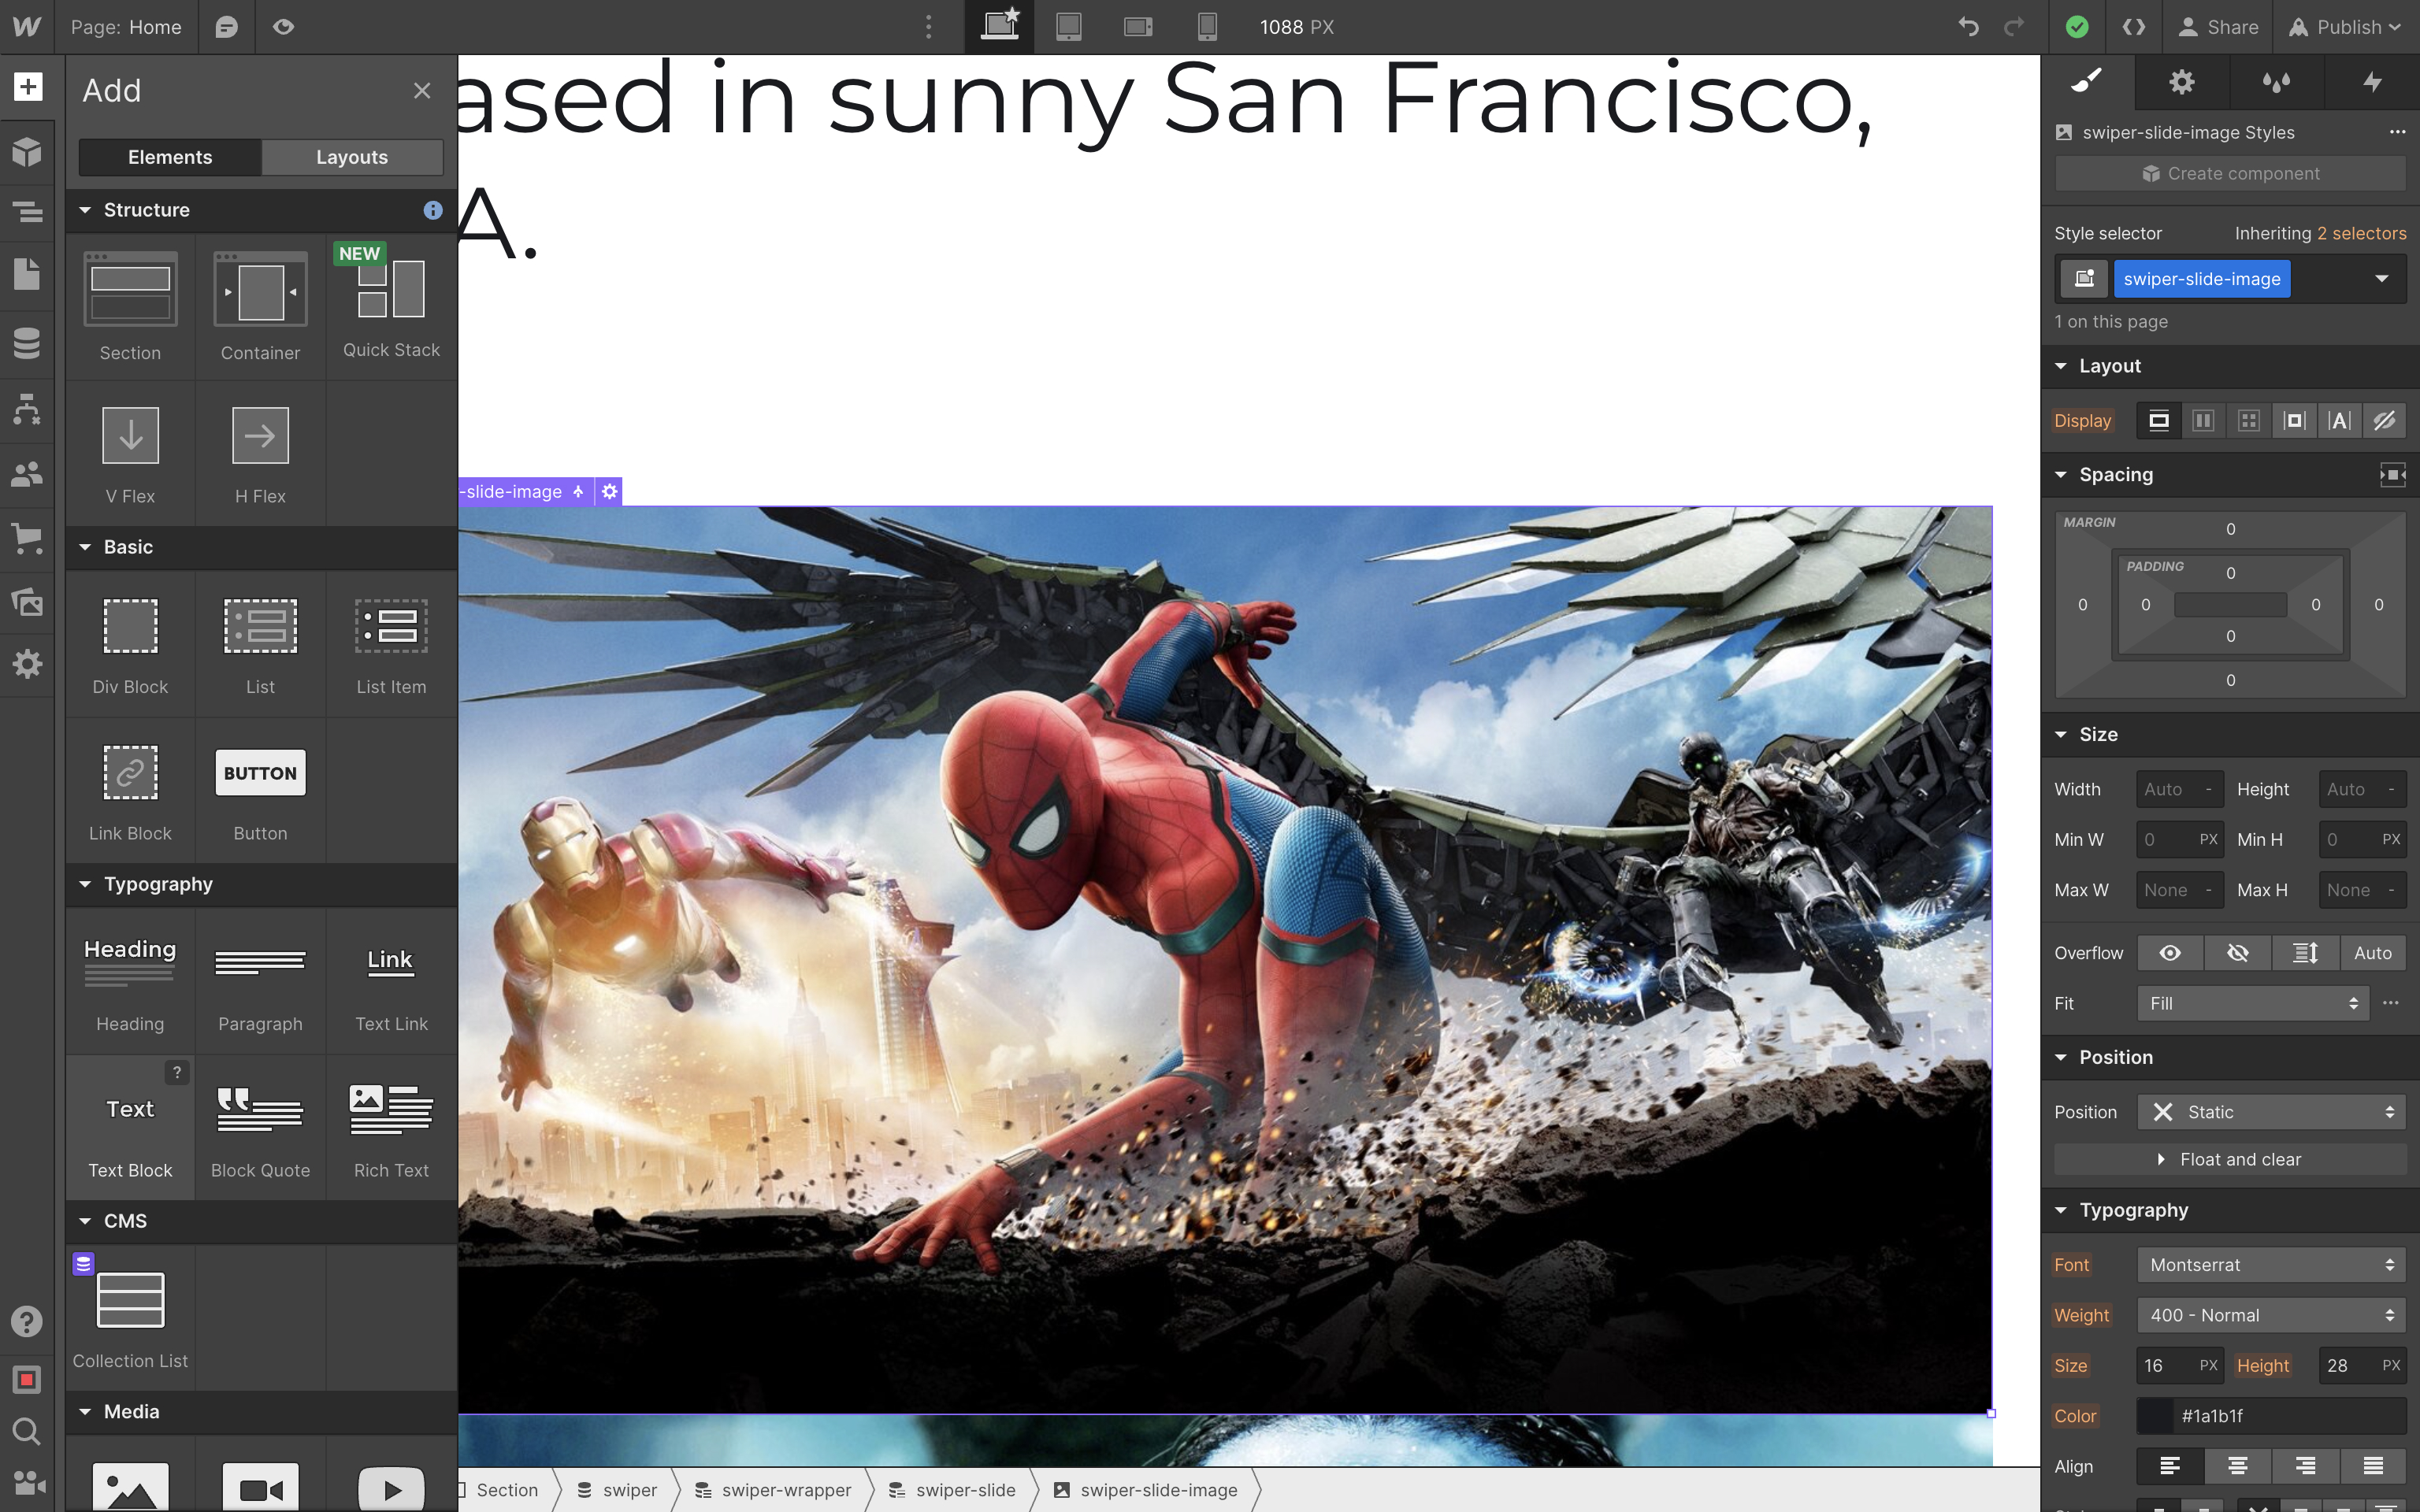 Page: Home
1088 PX
Share
Publish
Add
Elements
Layouts
Structure
NEW
Section
Container
Quick Stack
V Flex
H Flex
Basic
Div Block
List
List Item
BUTTON
Link Block
Button
Typography
Heading
Link
Heading
Paragraph
Text Link
?
Text
Text Block
Block Quote
Rich Text
CMS
Collection List
Media
ased in sunny San Francisco,
A.
-slide-image
Section
swiper
swiper-wrapper
swiper-slide
swiper-slide-image
swiper-slide-image Styles
Create component
Style selector
Inheriting 2 selectors
swiper-slide-image
1 on this page
Layout
Display
Spacing
MARGIN
0
PADDING
0
0
0
0
0
0
0
Size
Width Auto - Height Auto -
Min W 0 PX Min H 0 PX
Max W None - Max H None -
Overflow Auto
Fit Fill
Position
Position Static
Float and clear
Typography
Font Montserrat
Weight 400 - Normal
Size 16 PX Height 28 PX
Color #1a1b1f
Align